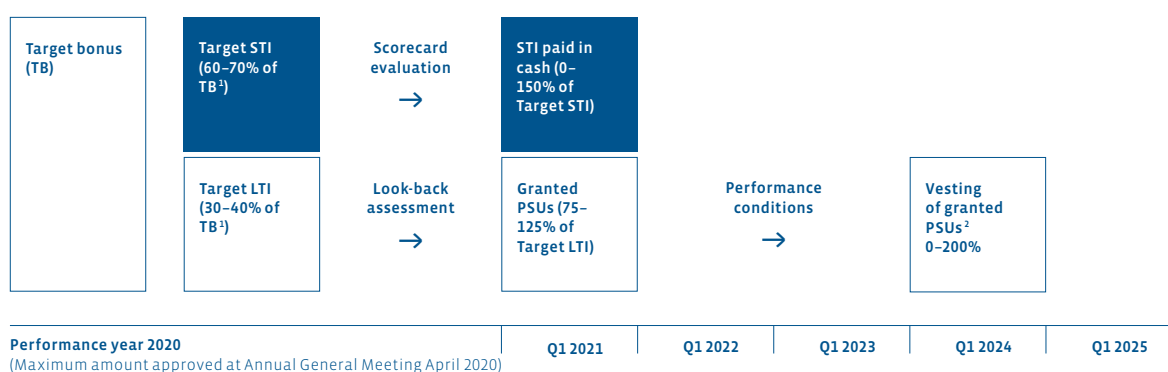 Target bonus
(TB)
Target STI
(60–70% of
TB¹)
Scorecard
evaluation
→
STI paid in
cash (0–
150% of
Target STI)
Target LTI
(30–40% of
TB¹)
Look-back
assessment
→
Granted
PSUs (75–
125% of
Target LTI)
Performance
conditions
→
Vesting
of granted
PSUs²
0–200%
Performance year 2020
(Maximum amount approved at Annual General Meeting April 2020)
Q1 2021
Q1 2022
Q1 2023
Q1 2024
Q1 2025